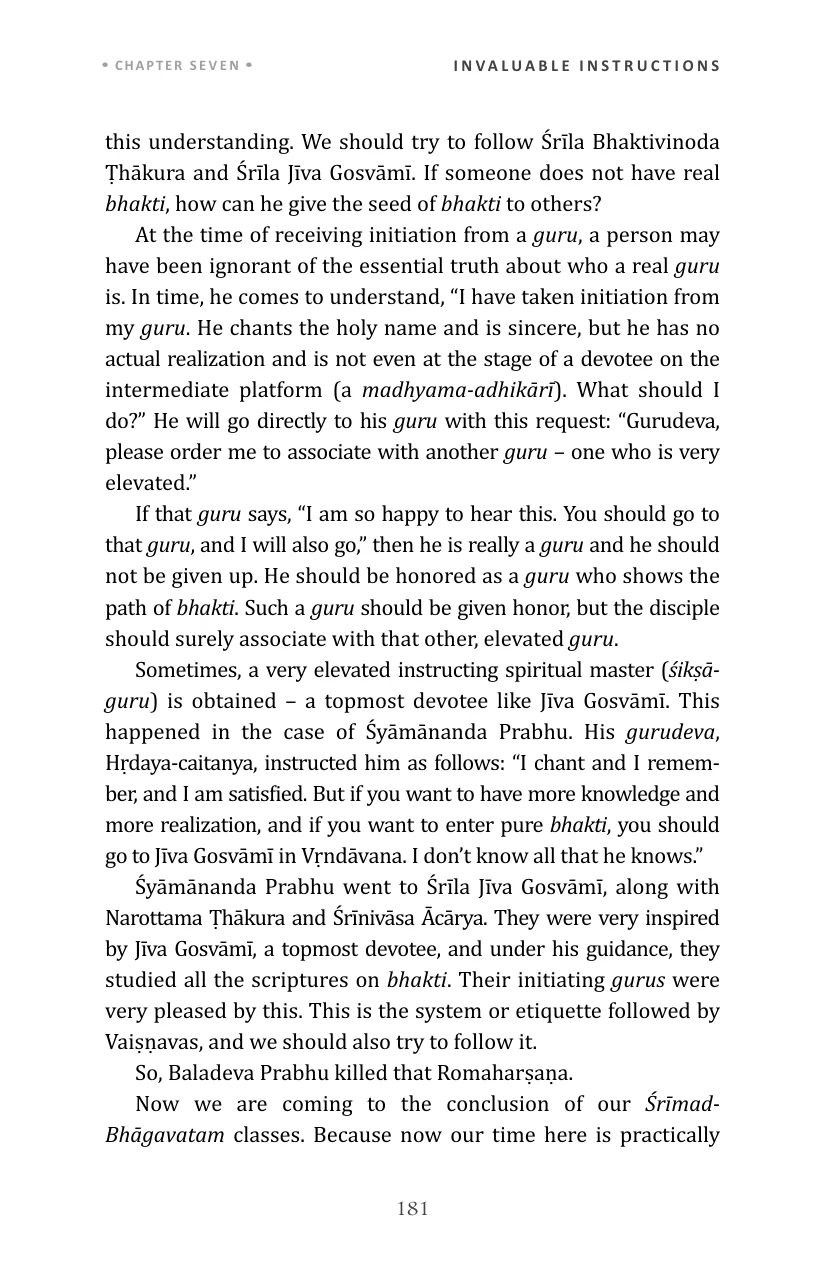 • CHAPTER SEVEN •
INVALUABLE INSTRUCTIONS
this understanding. We should try to follow Śrīla Bhaktivinoda
Ṭhākura and Śrīla Jīva Gosvāmī. If someone does not have real
bhakti, how can he give the seed of bhakti to others?
At the time of receiving initiation from a guru, a person may
have been ignorant of the essential truth about who a real guru
is. In time, he comes to understand, “I have taken initiation from
my guru. He chants the holy name and is sincere, but he has no
actual realization and is not even at the stage of a devotee on the
intermediate platform (a madhyama-adhikārī). What should I
do?” He will go directly to his guru with this request: “Gurudeva,
please order me to associate with another guru – one who is very
elevated.”
If that guru says, “I am so happy to hear this. You should go to
that guru, and I will also go,” then he is really a guru and he should
not be given up. He should be honored as a guru who shows the
path of bhakti. Such a guru should be given honor, but the disciple
should surely associate with that other, elevated guru.
Sometimes, a very elevated instructing spiritual master (śikṣā-
guru) is obtained – a topmost devotee like Jīva Gosvāmī. This
happened in the case of Śyāmānanda Prabhu. His gurudeva,
Hṛdaya-caitanya, instructed him as follows: “I chant and I remem-
ber, and I am satisfied. But if you want to have more knowledge and
more realization, and if you want to enter pure bhakti, you should
go to Jīva Gosvāmī in Vṛndāvana. I don’t know all that he knows.”
Śyāmānanda Prabhu went to Śrīla Jīva Gosvāmī, along with
Narottama Ṭhākura and Śrīnivāsa Ācārya. They were very inspired
by Jīva Gosvāmī, a topmost devotee, and under his guidance, they
studied all the scriptures on bhakti. Their initiating gurus were
very pleased by this. This is the system or etiquette followed by
Vaiṣṇavas, and we should also try to follow it.
So, Baladeva Prabhu killed that Romaharṣaṇa.
Now we are coming to the conclusion of our Śrīmad-
Bhāgavatam classes. Because now our time here is practically
181